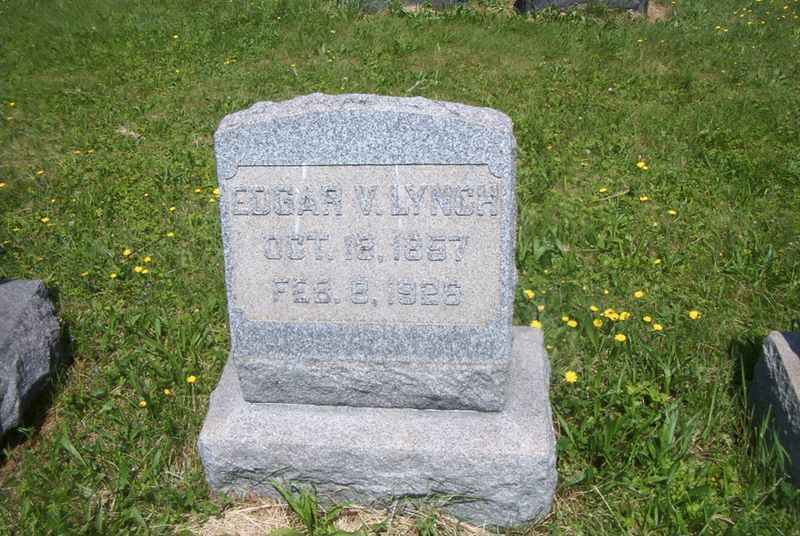 EDGAR V. LYNCH
OCT. 18, 1857
FEB. 8, 1926